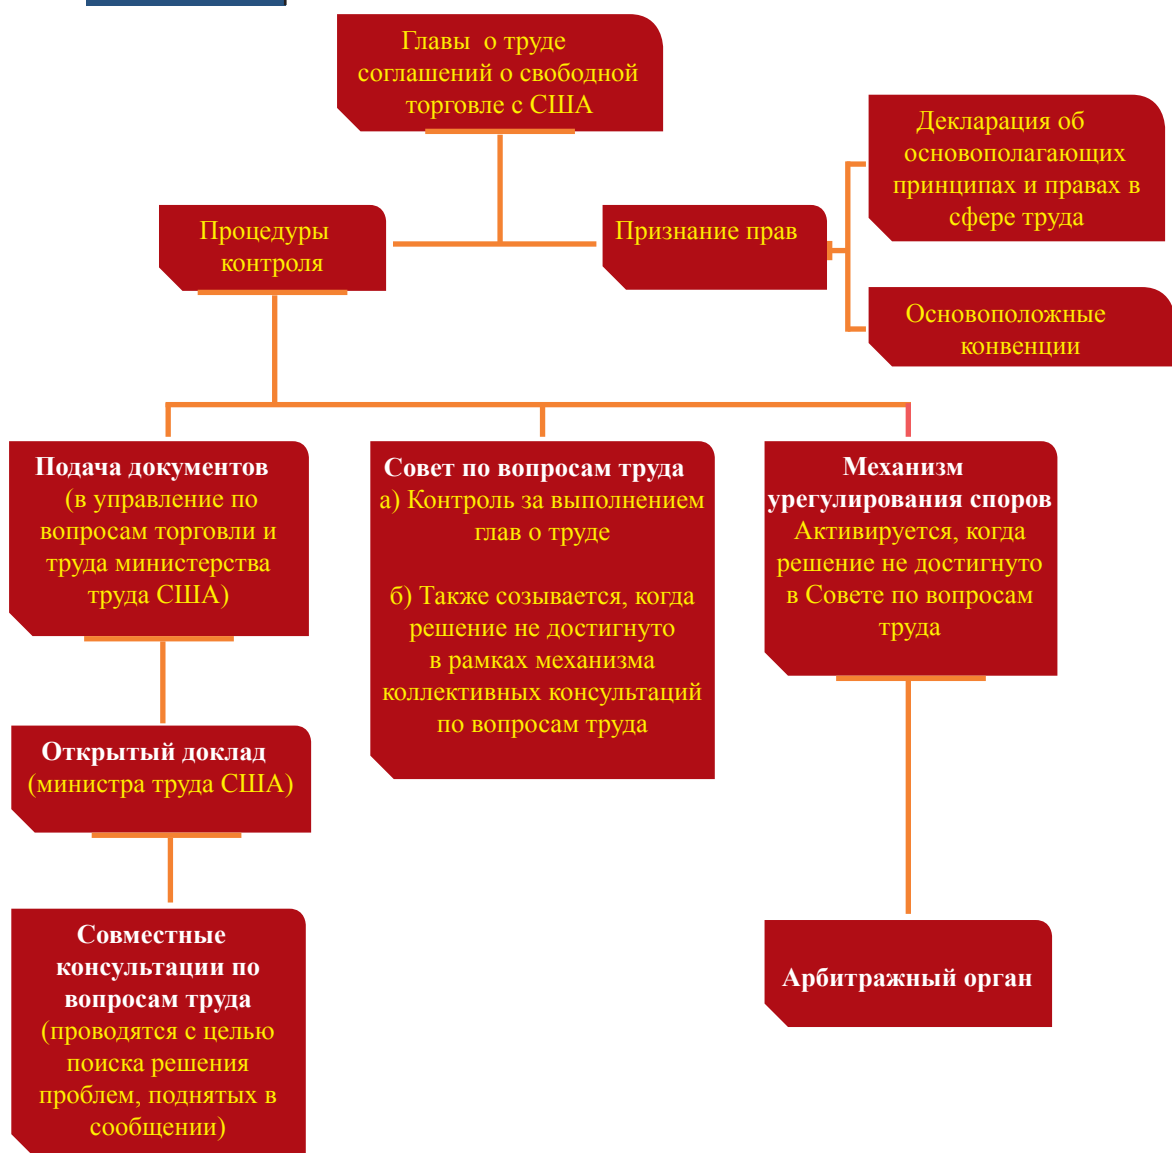 Главы о труде
соглашений о свободной
торговле с США
Декларация об
основополагающих
принципах и правах в
сфере труда
Процедуры
контроля
Признание прав
Основоположные
конвенции
Подача документов
(в управление по
вопросам торговли и
труда министерства
труда США)
Совет по вопросам труда
а) Контроль за выполнением
глав о труде
б) Также созывается, когда
решение не достигнуто
в рамках механизма
коллективных консультаций
по вопросам труда
Механизм
урегулирования споров
Активируется, когда
решение не достигнуто
в Совете по вопросам
труда
Открытый доклад
(министра труда США)
Совместные
консультации по
вопросам труда
(проводятся с целью
поиска решения
проблем, поднятых в
сообщении)
Арбитражный орган